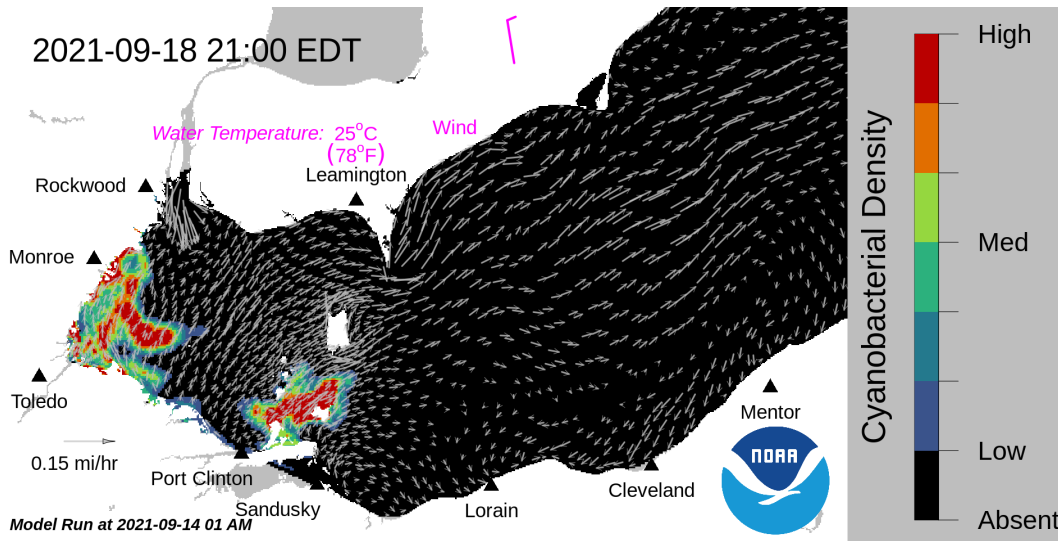 2021-09-18 21:00 EDT
Water Temperature: 25°C
(78°F)
Wind
Leamington
Rockwood
Monroe
Toledo
0.15 mi/hr
Port Clinton
Sandusky
Lorain
Cleveland
Mentor
NOAA
Model Run at 2021-09-14 01 AM
Cyanobacterial Density
High
Med
Low
Absent